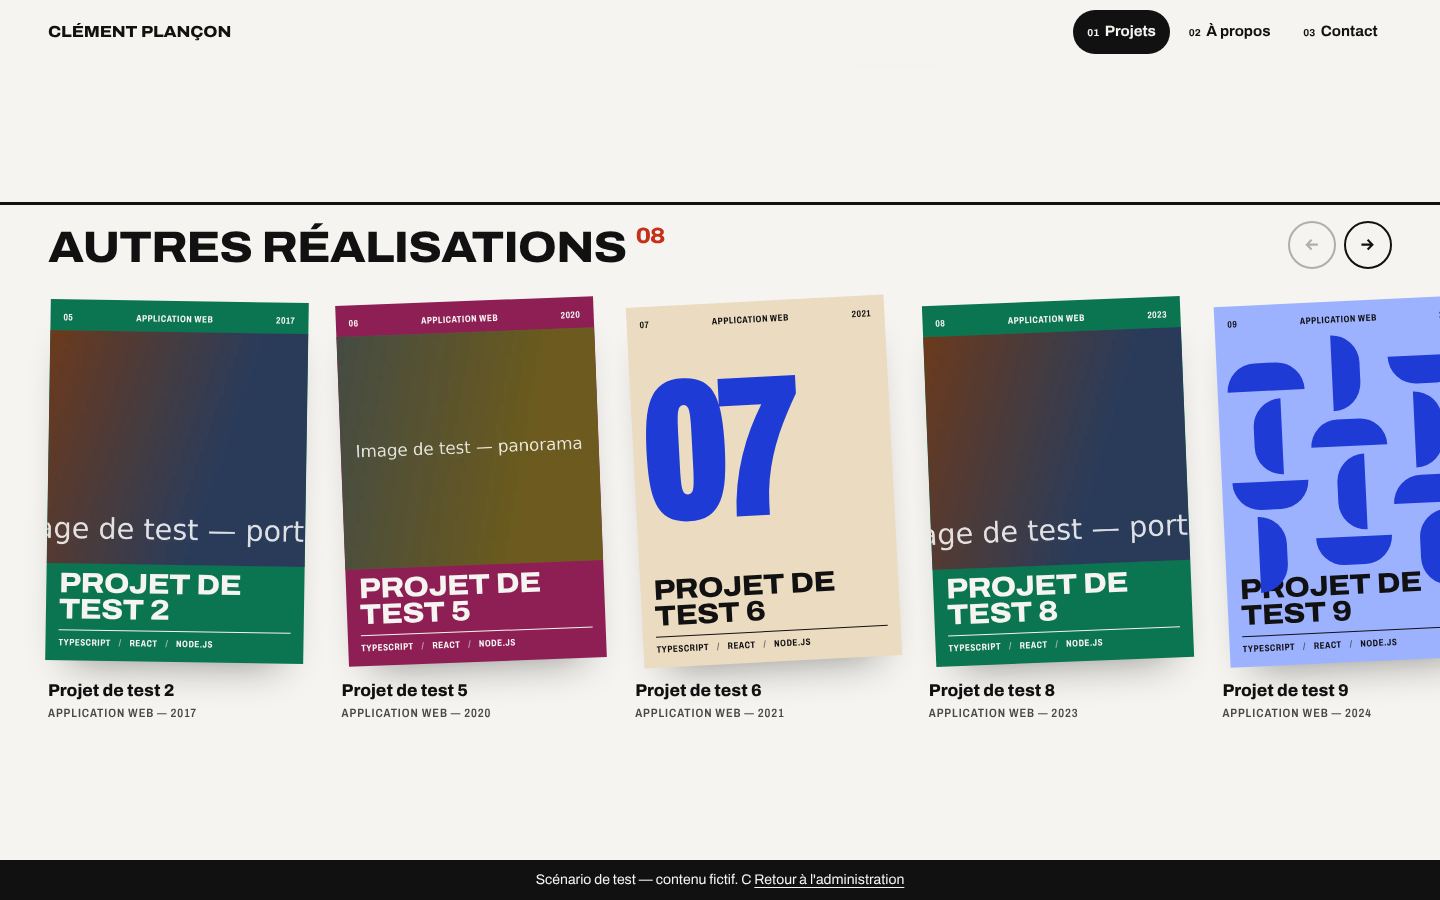 CLÉMENT PLANÇON
01 Projets
02 À propos
03 Contact
AUTRES RÉALISATIONS 08
05 APPLICATION WEB 2017
age de test — port
PROJET DE
TEST 2
TYPESCRIPT / REACT / NODE.JS
Projet de test 2
APPLICATION WEB — 2017
06 APPLICATION WEB 2020
Image de test — panorama
PROJET DE
TEST 5
TYPESCRIPT / REACT / NODE.JS
Projet de test 5
APPLICATION WEB — 2020
07 APPLICATION WEB 2021
07
PROJET DE
TEST 6
TYPESCRIPT / REACT / NODE.JS
Projet de test 6
APPLICATION WEB — 2021
08 APPLICATION WEB 2023
age de test — port
PROJET DE
TEST 8
TYPESCRIPT / REACT / NODE.JS
Projet de test 8
APPLICATION WEB — 2023
09 APPLICATION WEB
PROJET DE
TEST 9
TYPESCRIPT / REACT / NODE.JS
Projet de test 9
APPLICATION WEB — 2024
Scénario de test — contenu fictif. C Retour à l'administration